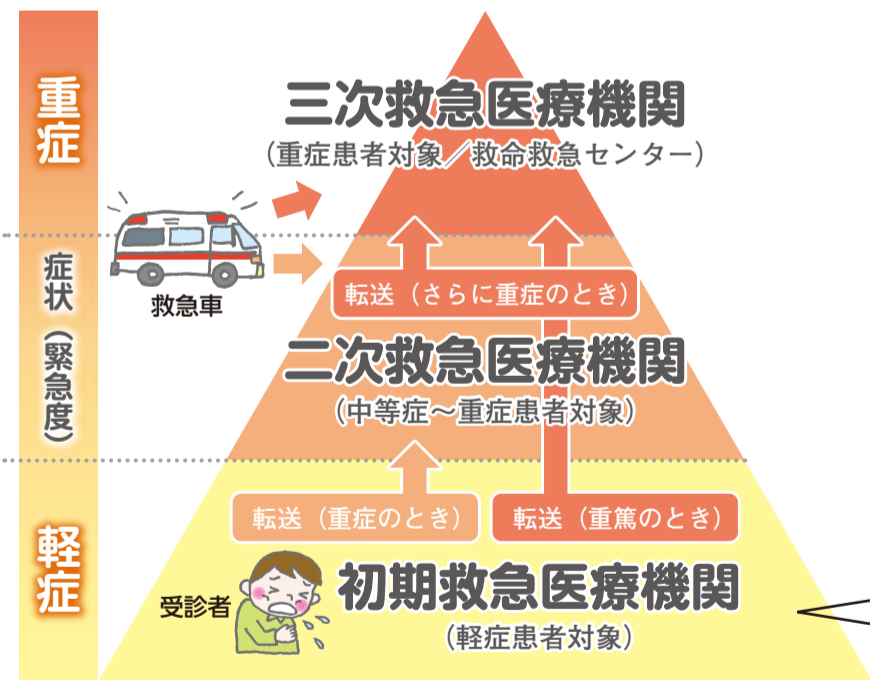 重症
三次救急医療機関
（重症患者対象／救命救急センター）
救急車
症状（緊急度）
転送（さらに重症のとき）
二次救急医療機関
（中等症～重症患者対象）
転送（重症のとき）
転送（重篤のとき）
軽症
受診者
初期救急医療機関
（軽症患者対象）